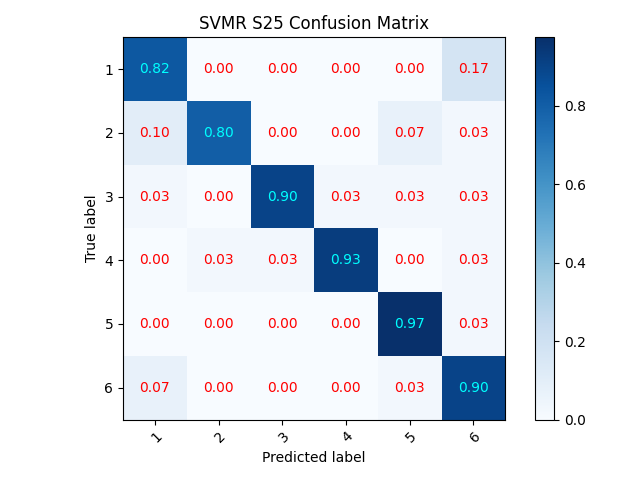 SVMR S25 Confusion Matrix
1 0.82 0.00 0.00 0.00 0.00 0.17
2 0.10 0.80 0.00 0.00 0.07 0.03
3 0.03 0.00 0.90 0.03 0.03 0.03
4 0.00 0.03 0.03 0.93 0.00 0.03
5 0.00 0.00 0.00 0.00 0.97 0.03
6 0.07 0.00 0.00 0.00 0.03 0.90
1 2 3 4 5 6
Predicted label
True label
0.8
0.6
0.4
0.2
0.0